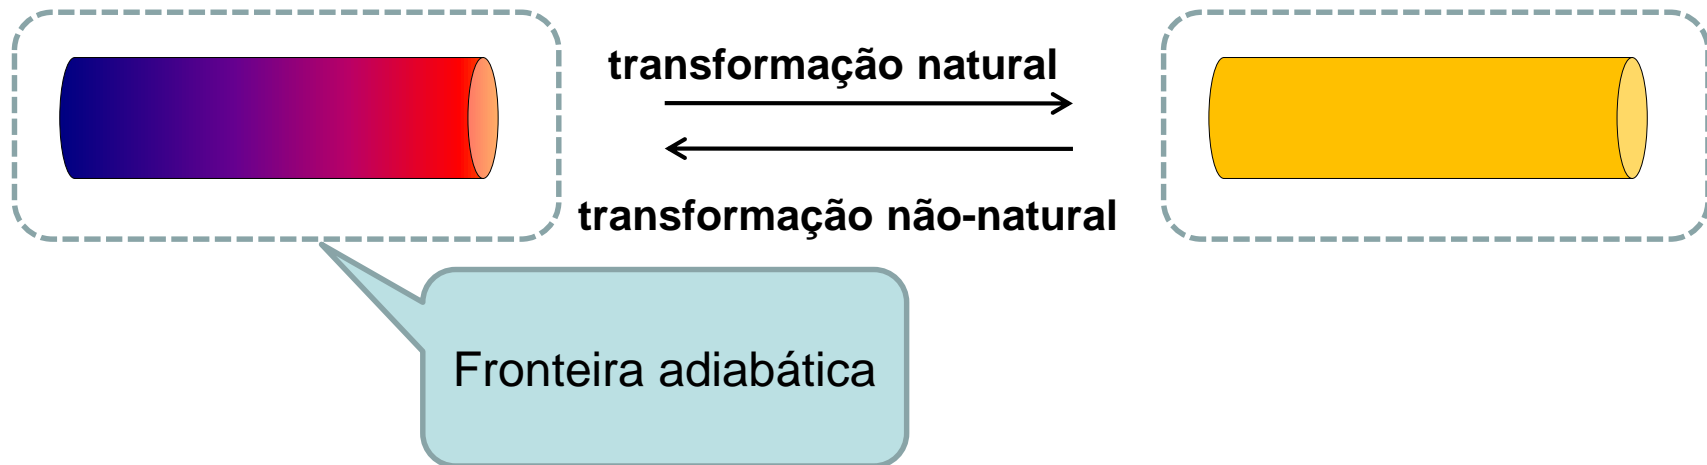 transformação natural
transformação não-natural
Fronteira adiabática